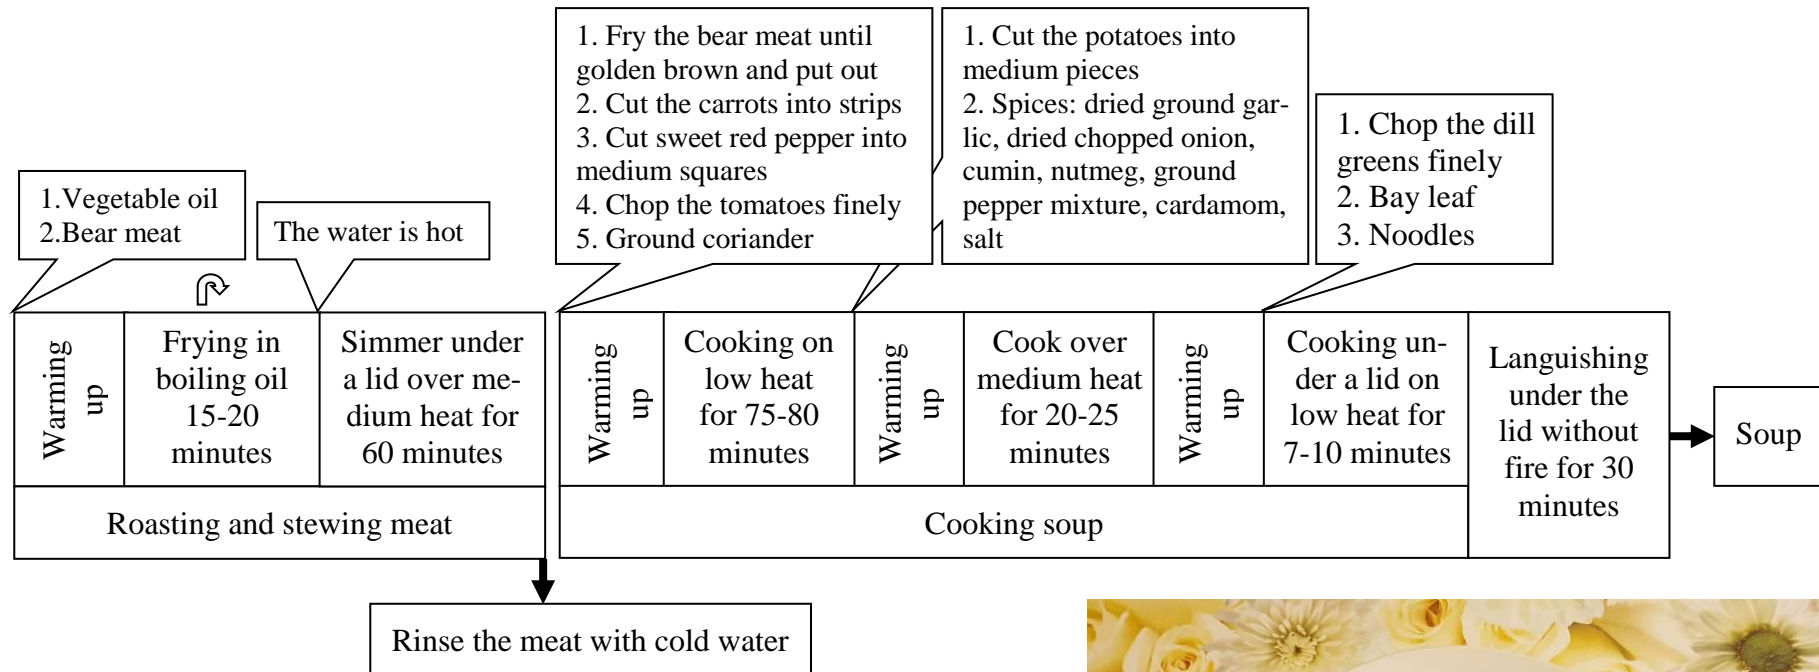 1.Vegetable oil
2.Bear meat
The water is hot
1. Fry the bear meat until
golden brown and put out
2. Cut the carrots into strips
3. Cut sweet red pepper into
medium squares
4. Chop the tomatoes finely
5. Ground coriander
1. Cut the potatoes into
medium pieces
2. Spices: dried ground gar-
lic, dried chopped onion,
cumin, nutmeg, ground
pepper mixture, cardamom,
salt
1. Chop the dill
greens finely
2. Bay leaf
3. Noodles
Warming
up
Frying in
boiling oil
15-20
minutes
Simmer under
a lid over me-
dium heat for
60 minutes
Warming
up
Cooking on
low heat
for 75-80
minutes
Warming
up
Cook over
medium heat
for 20-25
minutes
Warming
up
Cooking un-
der a lid on
low heat for
7-10 minutes
Languishing
under the
lid without
fire for 30
minutes
Soup
Roasting and stewing meat
Cooking soup
Rinse the meat with cold water